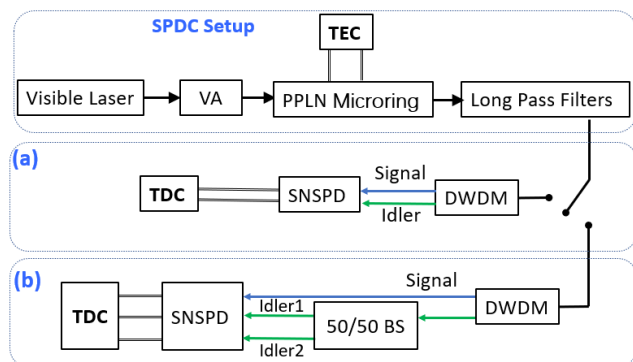 SPDC Setup
TEC
Visible Laser
VA
PPLN Microring
Long Pass Filters
(a)
Signal
TDC
SNSPD
DWDM
Idler
(b)
Signal
Idler1
TDC
SNSPD
50/50 BS
DWDM
Idler2